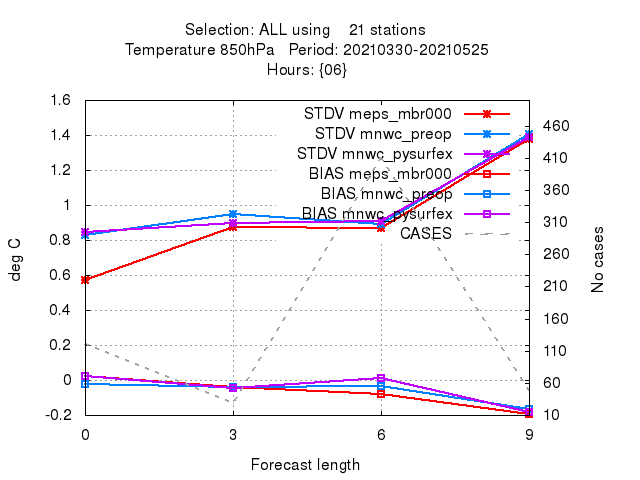 Selection: ALL using 21 stations
Temperature 850hPa Period: 20210330-20210525
Hours: {06}
STDV meps_mbr000
STDV mnwc_preop
STDV mnwc_pysurfex
BIAS meps_mbr000
BIAS mnwc_preop
BIAS mnwc_pysurfex
CASES
deg C
1.6
1.4
1.2
1
0.8
0.6
0.4
0.2
0
-0.2
460
410
360
310
260
210
160
110
60
10
No cases
0 3 6 9
Forecast length